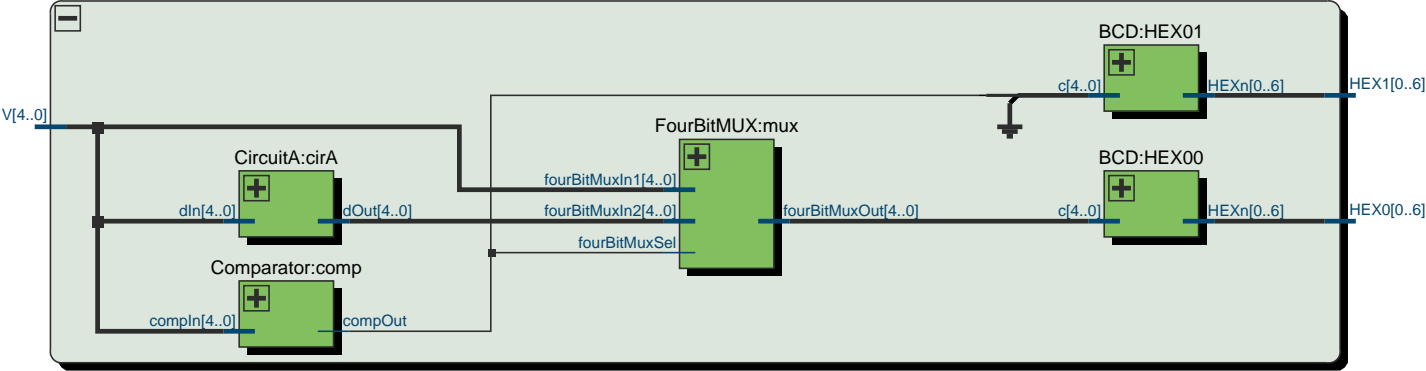 BCD:HEX01
c[4..0]
HEXn[0..6]
HEX1[0..6]
V[4..0]
FourBitMUX:mux
CircuitA:cirA
BCD:HEX00
fourBitMuxIn1[4..0]
dIn[4..0]
dOut[4..0]
fourBitMuxIn2[4..0]
fourBitMuxOut[4..0]
c[4..0]
HEXn[0..6]
HEX0[0..6]
fourBitMuxSel
Comparator:comp
compIn[4..0]
compOut